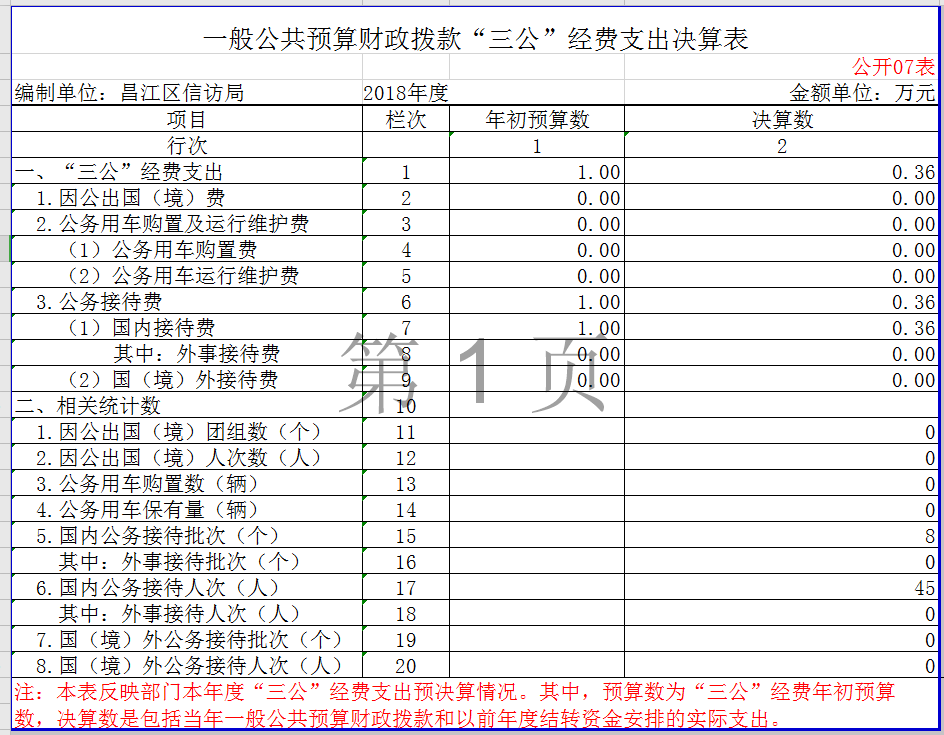 一般公共预算财政拨款“三公”经费支出决算表
公开07表
编制单位：昌江区信访局 2018年度 金额单位：万元
项目 栏次 年初预算数 决算数
行次 1 2
一、“三公”经费支出 1 1.00 0.36
1.因公出国（境）费 2 0.00 0.00
2.公务用车购置及运行维护费 3 0.00 0.00
（1）公务用车购置费 4 0.00 0.00
（2）公务用车运行维护费 5 0.00 0.00
3.公务接待费 6 1.00 0.36
（1）国内接待费 7 1.00 0.36
其中：外事接待费 8 0.00 0.00
（2）国（境）外接待费 9 0.00 0.00
第 1 页
二、相关统计数 10
1.因公出国（境）团组数（个） 11 0
2.因公出国（境）人次数（人） 12 0
3.公务用车购置数（辆） 13 0
4.公务用车保有量（辆） 14 0
5.国内公务接待批次（个） 15 8
其中：外事接待批次（个） 16 0
6.国内公务接待人次（人） 17 45
其中：外事接待人次（人） 18 0
7.国（境）外公务接待批次（个） 19 0
8.国（境）外公务接待人次（人） 20 0
注：本表反映部门本年度“三公”经费支出预决算情况。其中，预算数为“三公”经费年初预算
数，决算数是包括当年一般公共预算财政拨款和以前年度结转资金安排的实际支出。